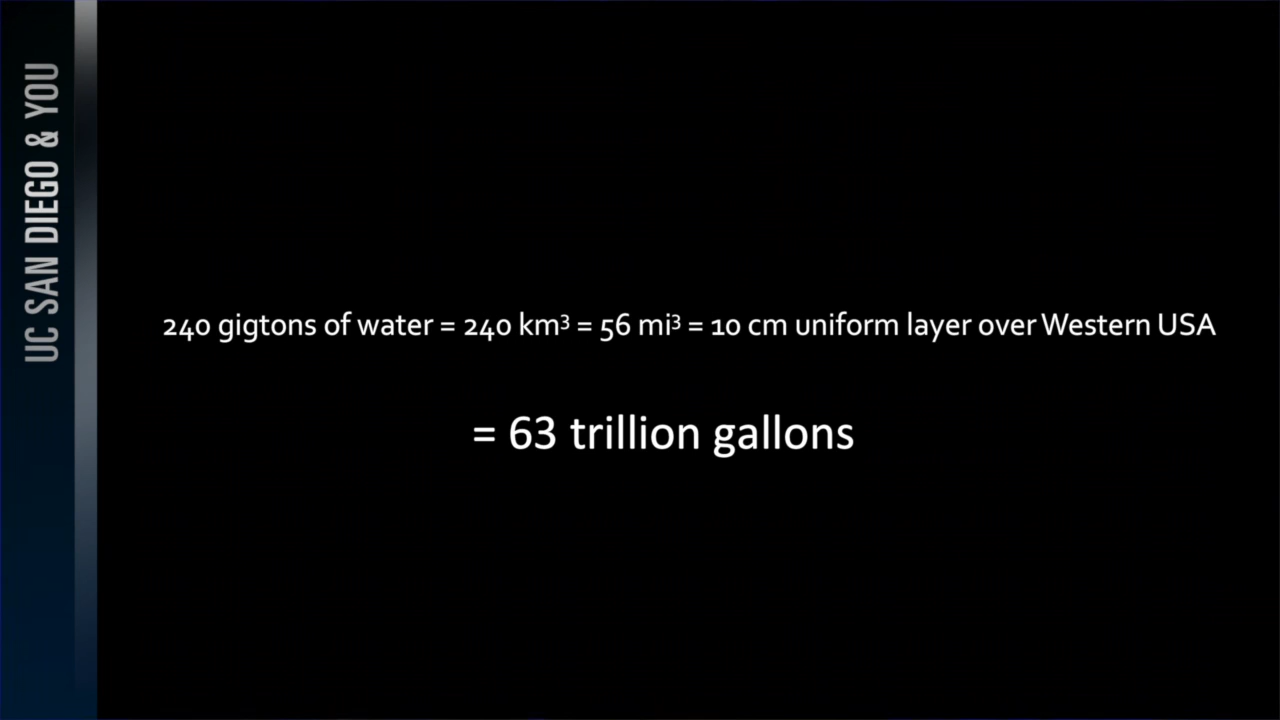 UC SAN DIEGO & YOU
240 gigtons of water = 240 km³ = 56 mi³ = 10 cm uniform layer over Western USA
= 63 trillion gallons